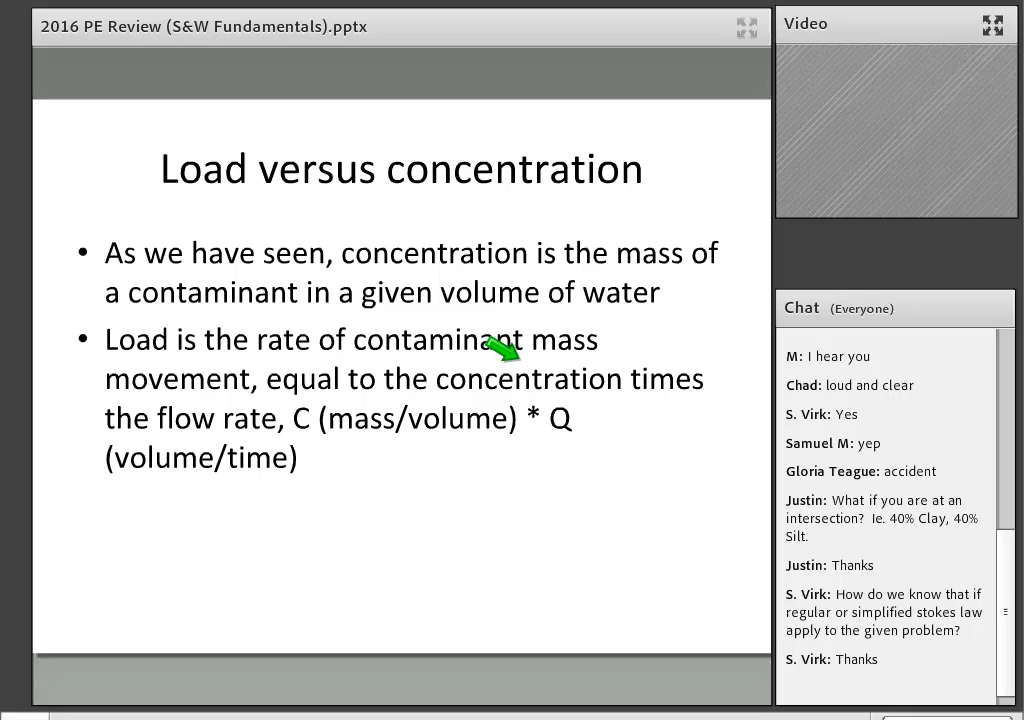 2016 PE Review (S&W Fundamentals).pptx
Load versus concentration
• As we have seen, concentration is the mass of
a contaminant in a given volume of water
• Load is the rate of contaminant mass
movement, equal to the concentration times
the flow rate, C (mass/volume) * Q
(volume/time)
Video
Chat (Everyone)
M: I hear you
Chad: loud and clear
S. Virk: Yes
Samuel M: yep
Gloria Teague: accident
Justin: What if you are at an
intersection? Ie. 40% Clay, 40%
Silt.
Justin: Thanks
S. Virk: How do we know that if
regular or simplified stokes law
apply to the given problem?
S. Virk: Thanks